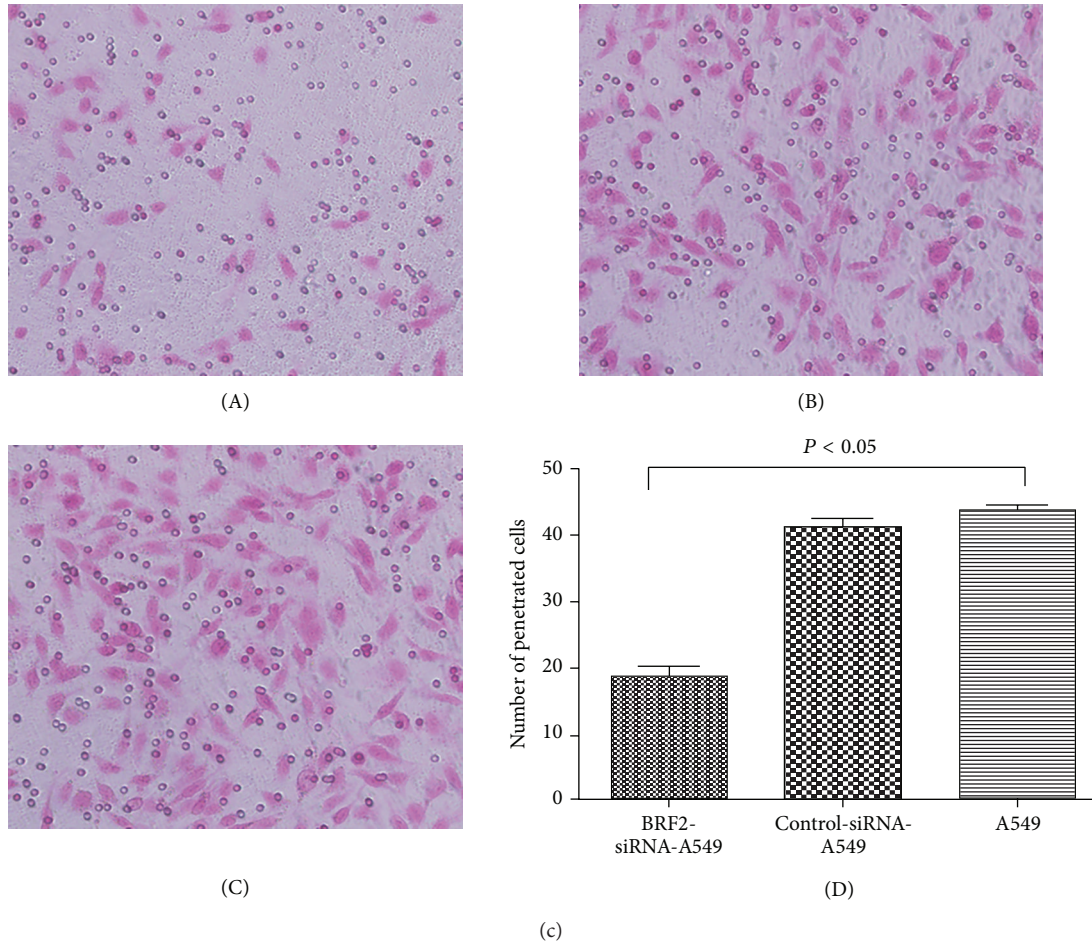 (A)
(B)
P < 0.05
50
40
30
20
10
0
Number of penetrated cells
BRF2-
siRNA-A549
Control-siRNA-
A549
A549
(C)
(D)
(c)